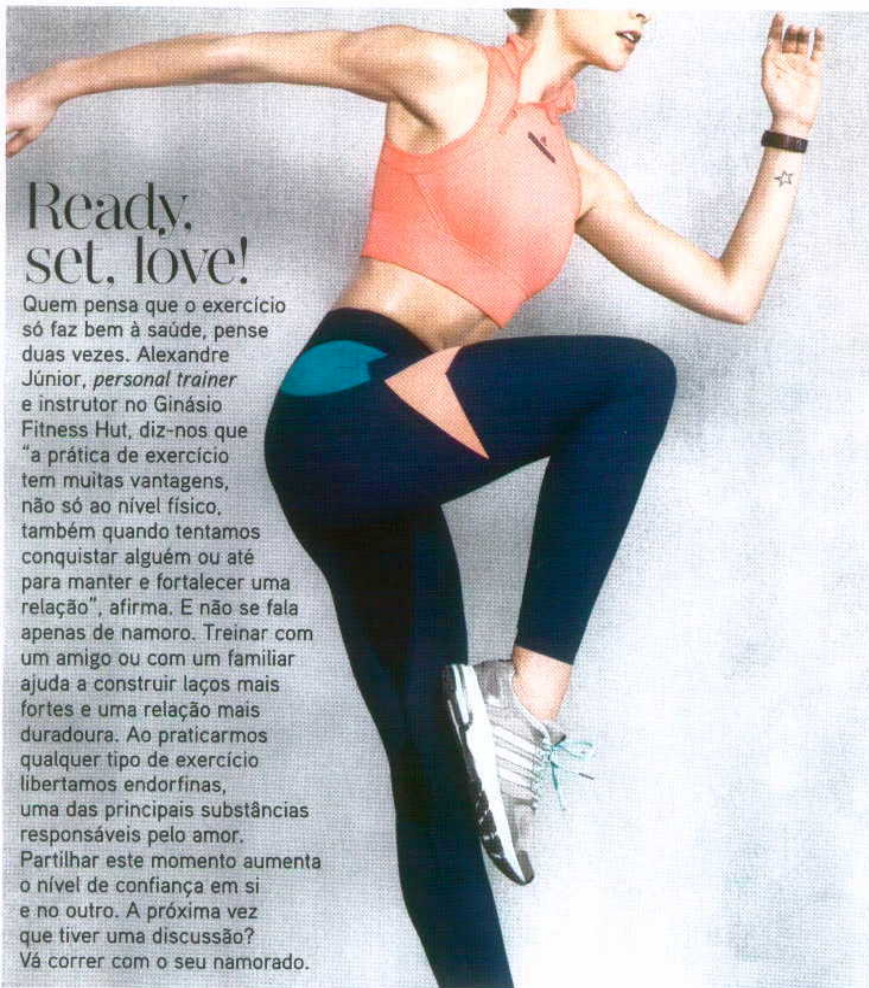 Ready,
set, love!
Quem pensa que o exercício
só faz bem à saúde, pense
duas vezes. Alexandre
Júnior, personal trainer
e instrutor no Ginásio
Fitness Hut, diz-nos que
“a prática de exercício
tem muitas vantagens,
não só ao nível físico,
também quando tentamos
conquistar alguém ou até
para manter e fortalecer uma
relação”, afirma. E não se fala
apenas de namoro. Treinar com
um amigo ou com um familiar
ajuda a construir laços mais
fortes e uma relação mais
duradoura. Ao praticarmos
qualquer tipo de exercício
libertamos endorfinas,
uma das principais substâncias
responsáveis pelo amor.
Partilhar este momento aumenta
o nível de confiança em si
e no outro. A próxima vez
que tiver uma discussão?
Vá correr com o seu namorado.